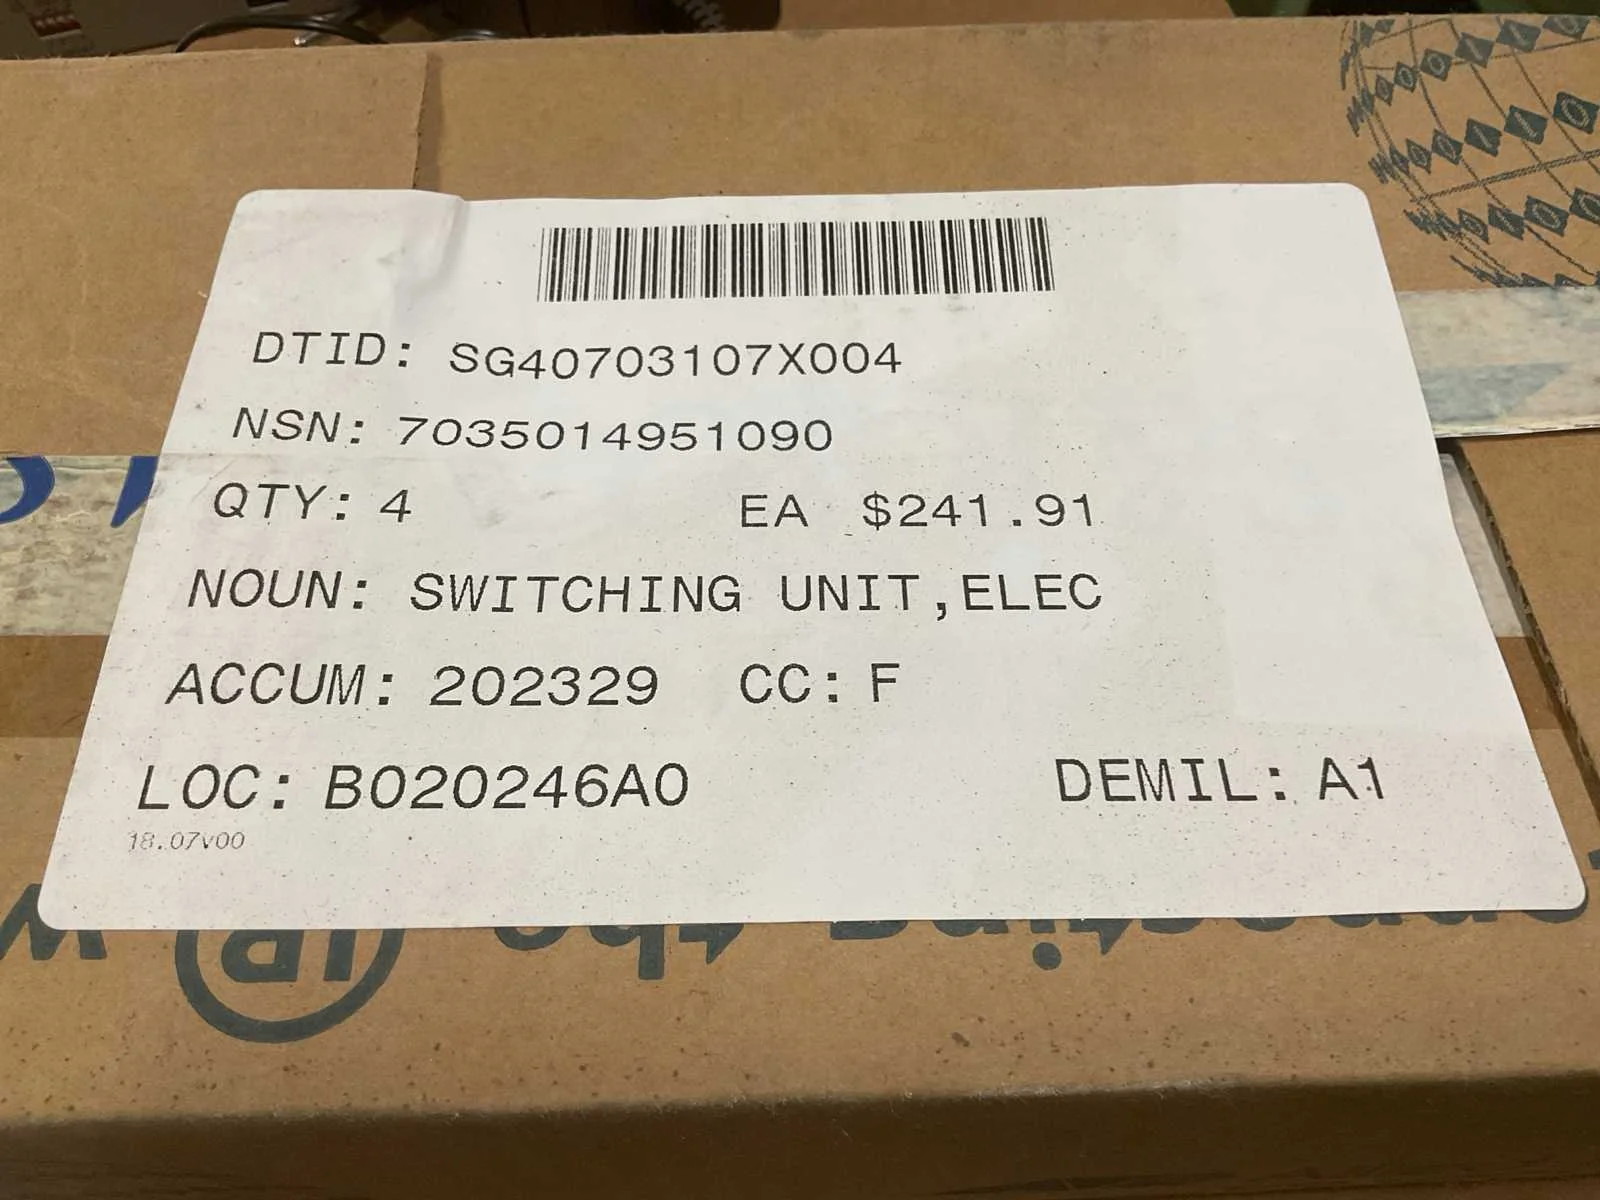 DTID: SG40703107X004
NSN: 7035014951090
QTY: 4 EA $241.91
NOUN: SWITCHING UNIT,ELEC
ACCUM: 202329 CC: F
LOC: B020246A0 DEMIL: A1
18.07v00
the